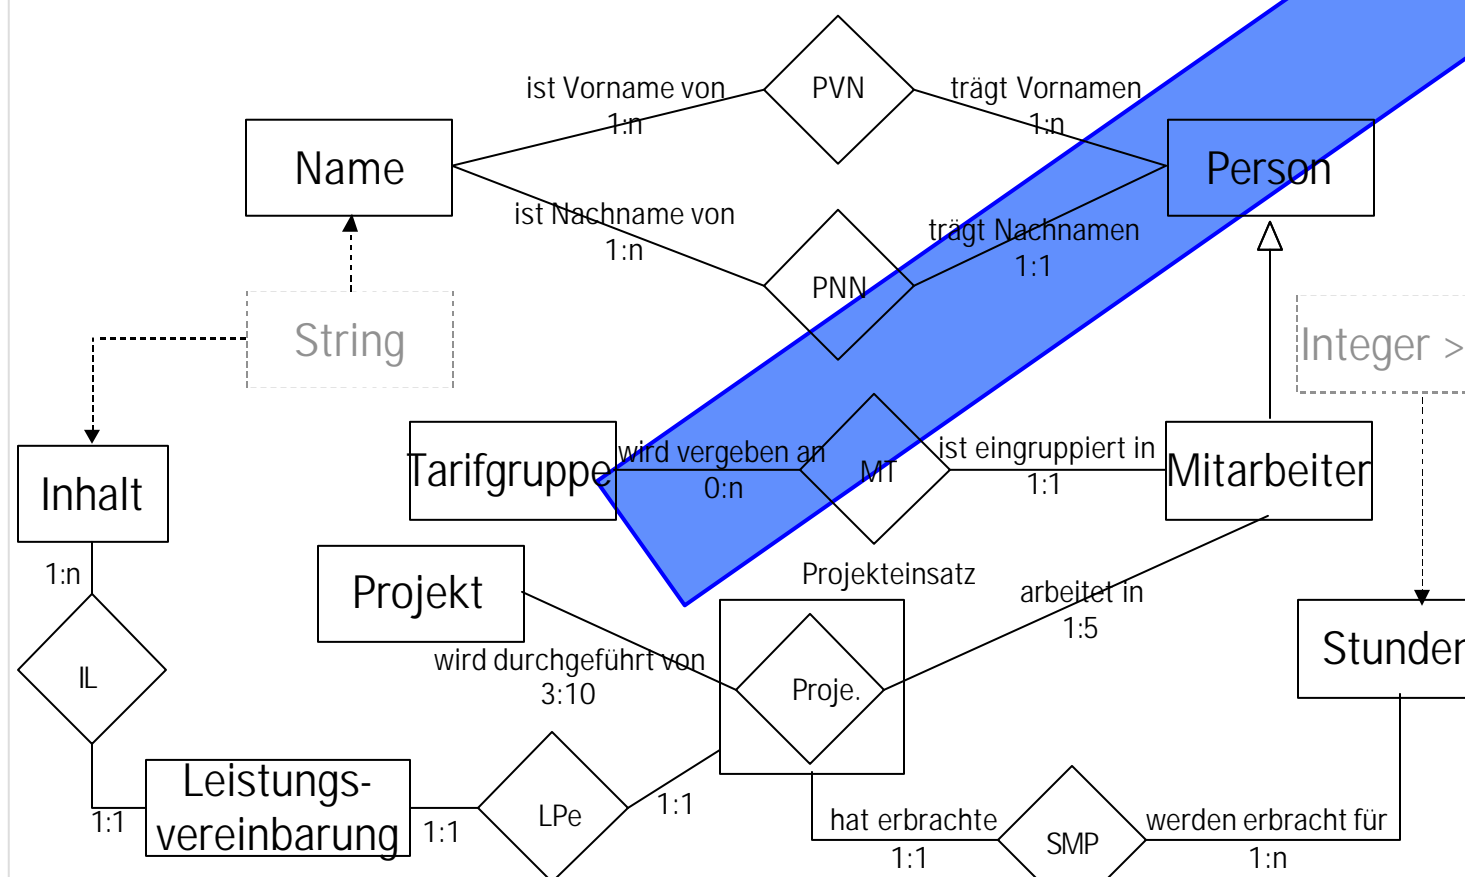 ist Vorname von
1:n
PVN
trägt Vornamen
1:n
Name
Person
ist Nachname von
1:n
PNN
trägt Nachnamen
1:1
String
Integer >
Inhalt
Tarifgruppe
wird vergeben an
0:n
MT
ist eingruppiert in
1:1
Mitarbeiter
1:n
Projekt
Projekteinsatz
arbeitet in
1:5
wird durchgeführt von
3:10
Proje.
Stunden
IL
Leistungs-
vereinbarung
1:1
1:1
LPe
1:1
hat erbrachte
1:1
SMP
werden erbracht für
1:n